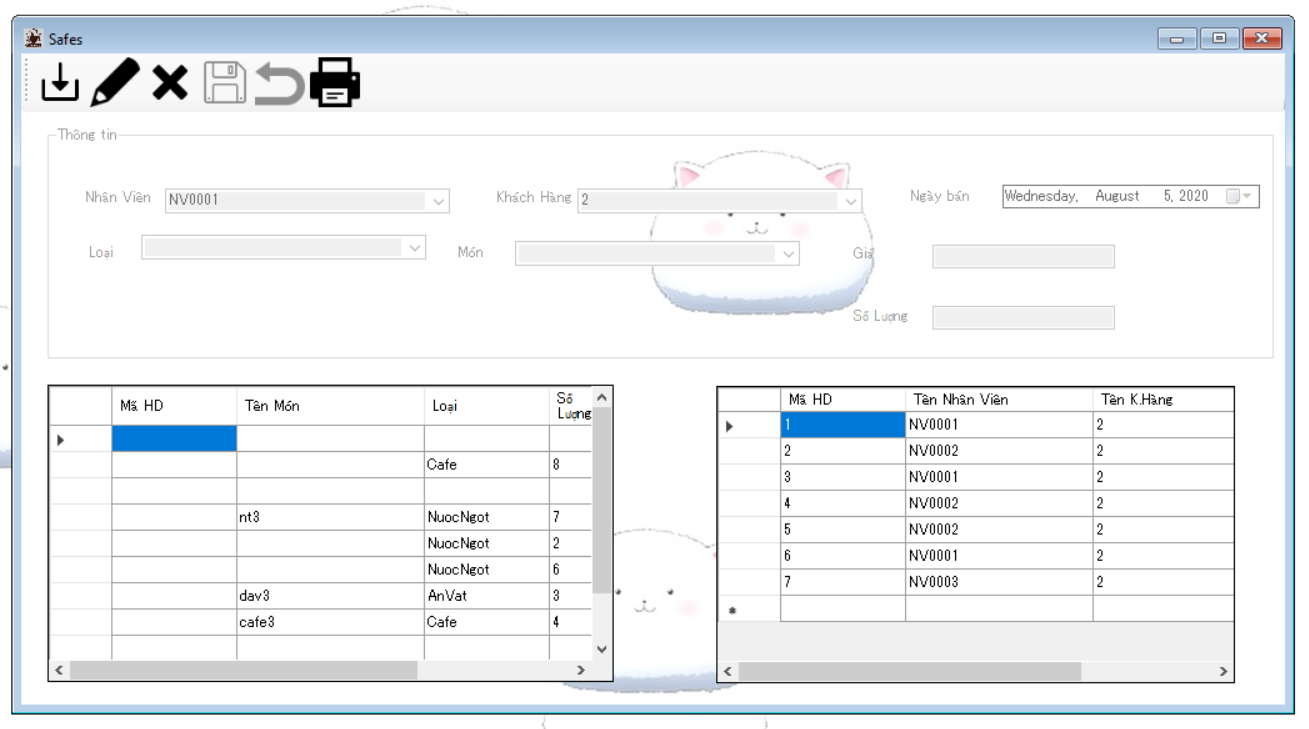 Safes
Thông tin
Nhân Viên NV0001 Khách Hàng 2 Ngày bán Wednesday, August 5, 2020
Loại Món Giá
Số Lượng
Mã HD Tên Món Loại Số Lượng
Cafe 8
nt3 NuocNgot 7
NuocNgot 2
NuocNgot 6
dav3 AnVat 3
cafe3 Cafe 4
Mã HD Tên Nhân Viên Tên K.Hàng
1 NV0001 2
2 NV0002 2
3 NV0001 2
4 NV0002 2
5 NV0002 2
6 NV0001 2
7 NV0003 2